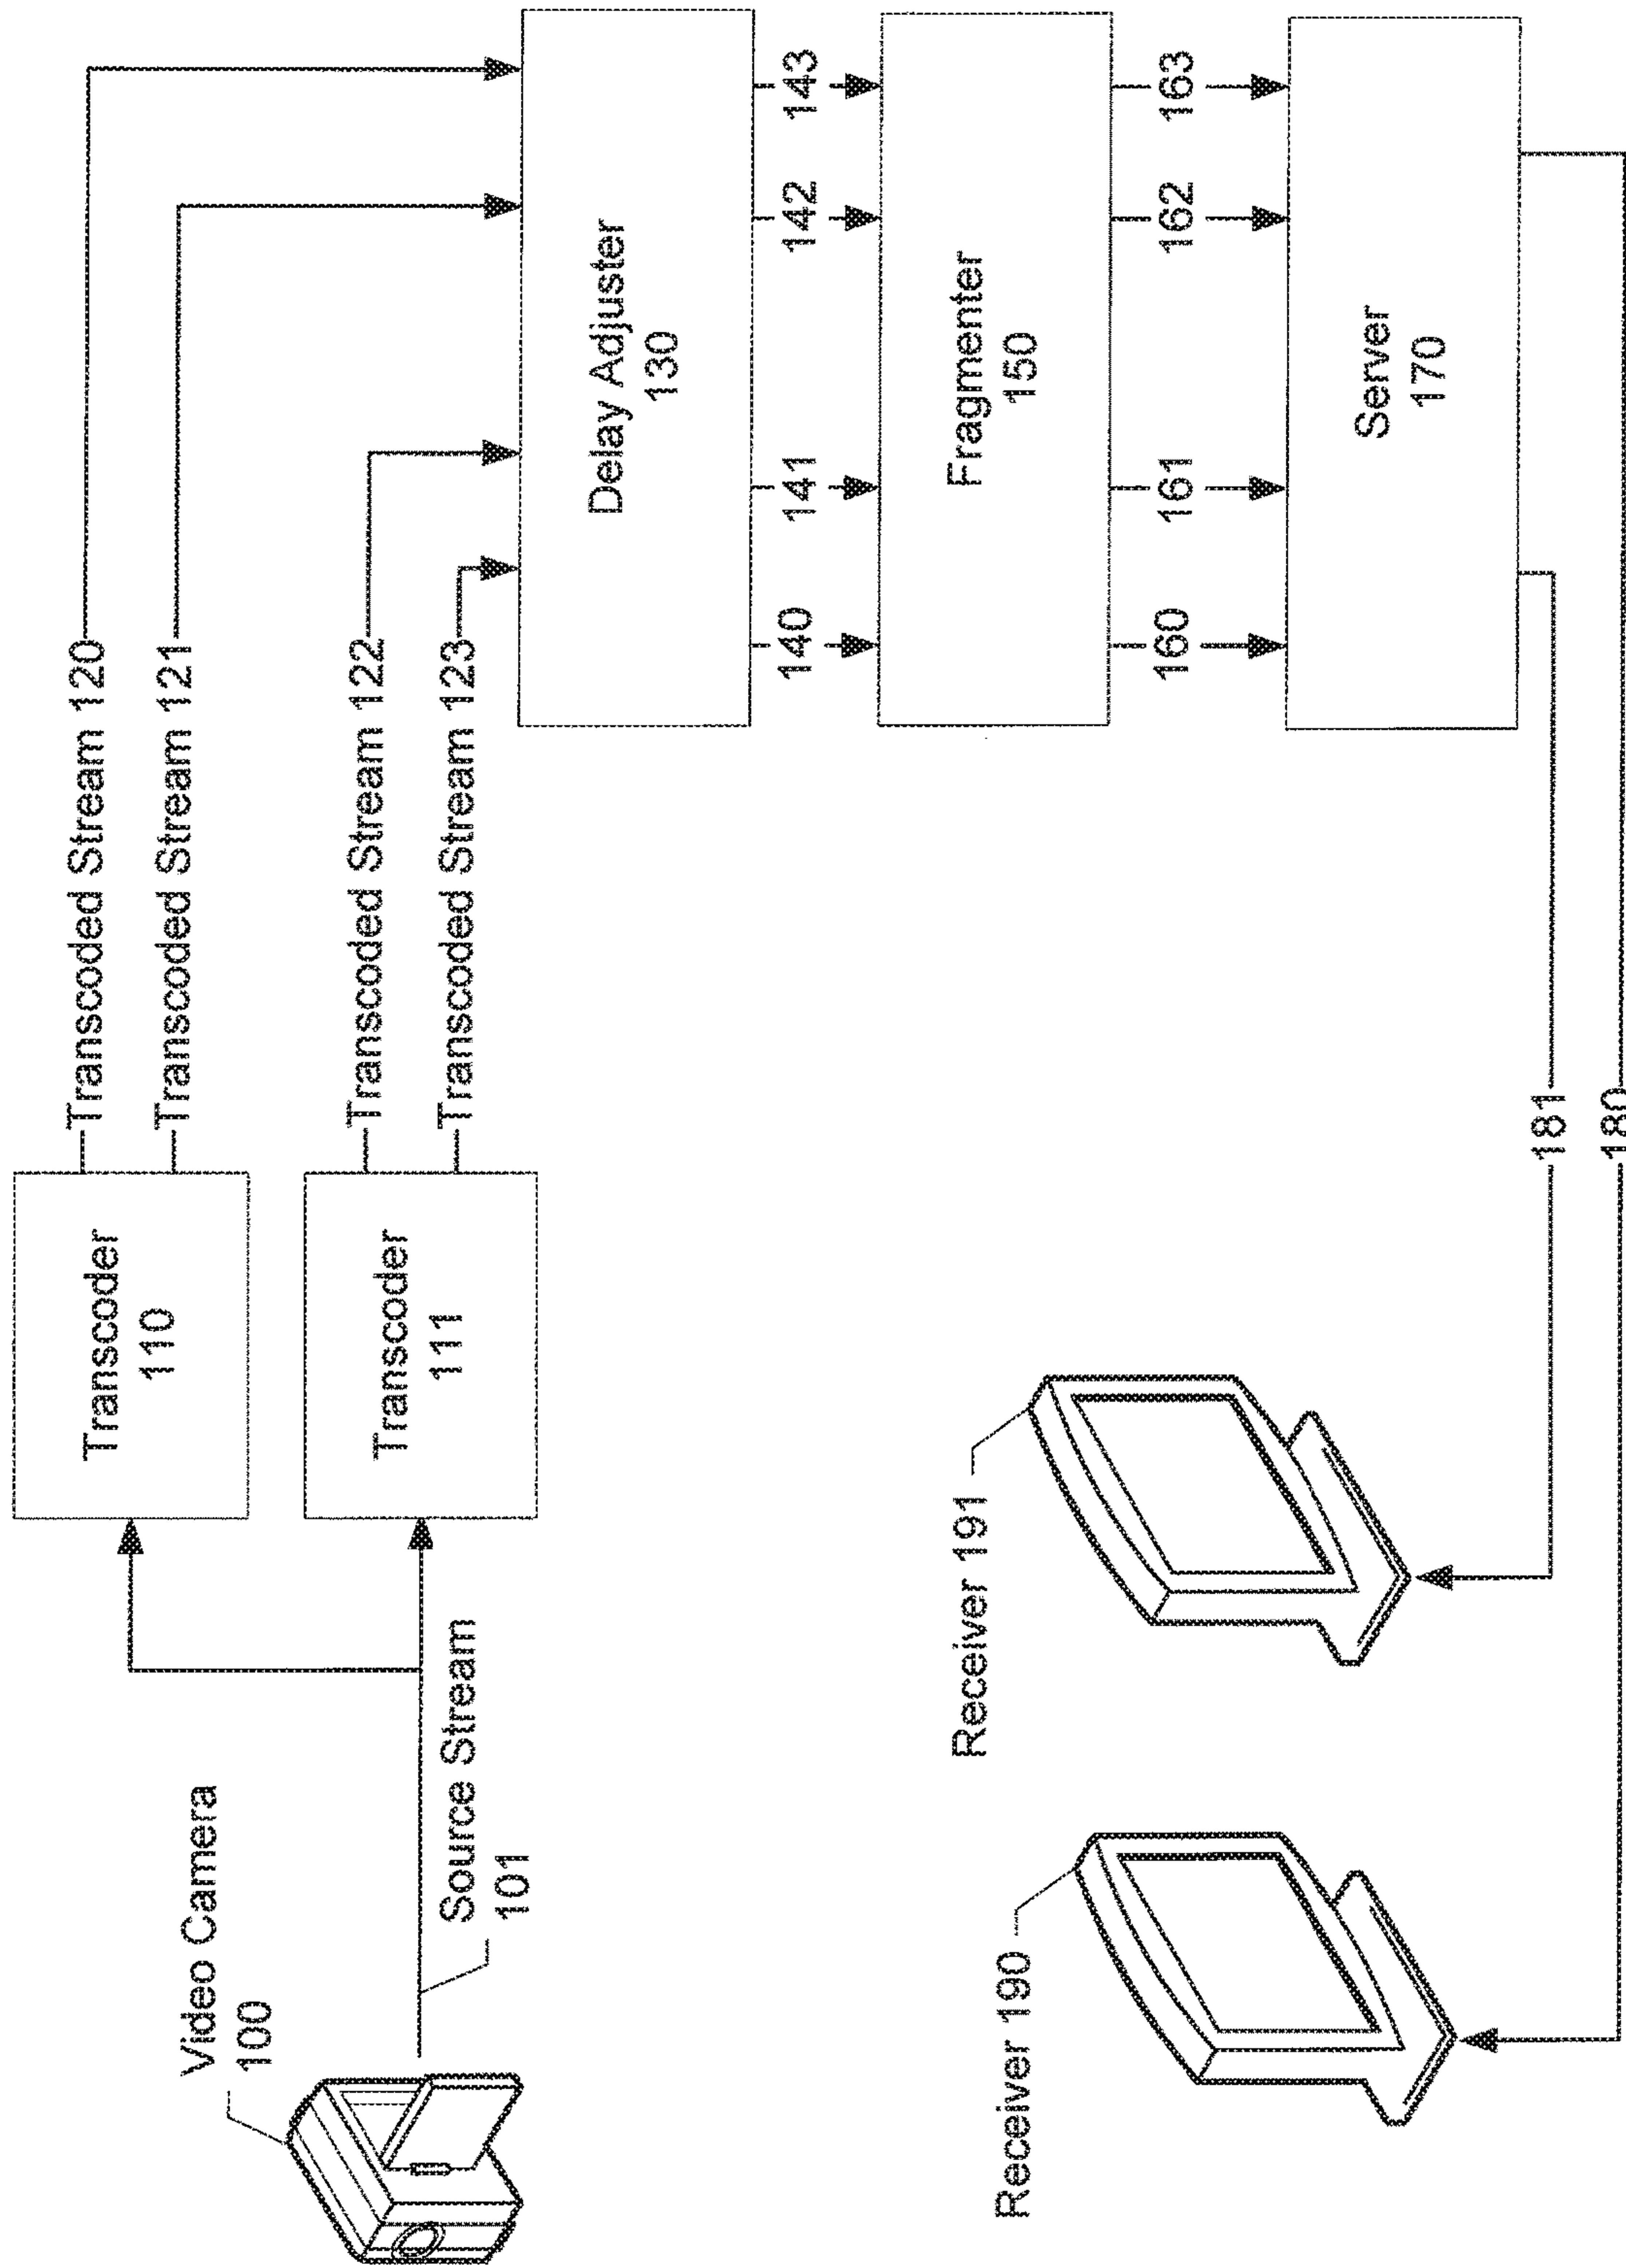 Video Camera
100
Source Stream
101
Transcoder
110
Transcoder
111
Transcoded Stream 120
Transcoded Stream 121
Transcoded Stream 122
Transcoded Stream 123
Delay Adjuster
130
140
141
142
143
Fragmenter
150
160
161
162
163
Server
170
181
180
Receiver 190
Receiver 191